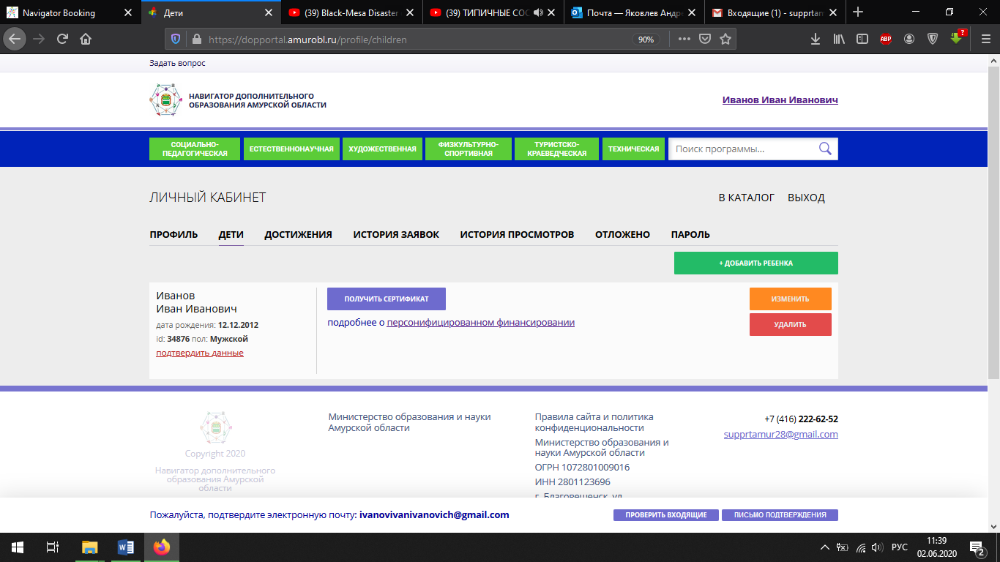 Navigator Booking
Дети
(39) Black-Mesa Disaster
(39) ТИПИЧНЫЕ СОС
Почта — Яковлев Андре
Входящие (1) - supprtam
https://dopportal.amurobl.ru/profile/children
90%
ABP
?
Задать вопрос
НАВИГАТОР ДОПОЛНИТЕЛЬНОГО
ОБРАЗОВАНИЯ АМУРСКОЙ ОБЛАСТИ
Иванов Иван Иванович
СОЦИАЛЬНО-
ПЕДАГОГИЧЕСКАЯ
ЕСТЕСТВЕННОНАУЧНАЯ
ХУДОЖЕСТВЕННАЯ
ФИЗКУЛЬТУРНО-
СПОРТИВНАЯ
ТУРИСТСКО-
КРАЕВЕДЧЕСКАЯ
ТЕХНИЧЕСКАЯ
Поиск программы...
ЛИЧНЫЙ КАБИНЕТ
В КАТАЛОГ ВЫХОД
ПРОФИЛЬ ДЕТИ ДОСТИЖЕНИЯ ИСТОРИЯ ЗАЯВОК ИСТОРИЯ ПРОСМОТРОВ ОТЛОЖЕНО ПАРОЛЬ
+ ДОБАВИТЬ РЕБЕНКА
Иванов
Иван Иванович
дата рождения: 12.12.2012
id: 34876 пол: Мужской
подтвердить данные
ПОЛУЧИТЬ СЕРТИФИКАТ
подробнее о персонифицированном финансировании
ИЗМЕНИТЬ
УДАЛИТЬ
Copyright 2020
Навигатор дополнительного
образования Амурской
области
Министерство образования и науки
Амурской области
Правила сайта и политика
конфиденциальности
Министерство образования и
науки Амурской области
ОГРН 1072801009016
ИНН 2801123696
г. Благовещенск, ул.
+7 (416) 222-62-52
supprtamur28@gmail.com
Пожалуйста, подтвердите электронную почту: ivanovivanivanovich@gmail.com
ПРОВЕРИТЬ ВХОДЯЩИЕ
ПИСЬМО ПОДТВЕРЖДЕНИЯ
РУС
11:39
02.06.2020
2